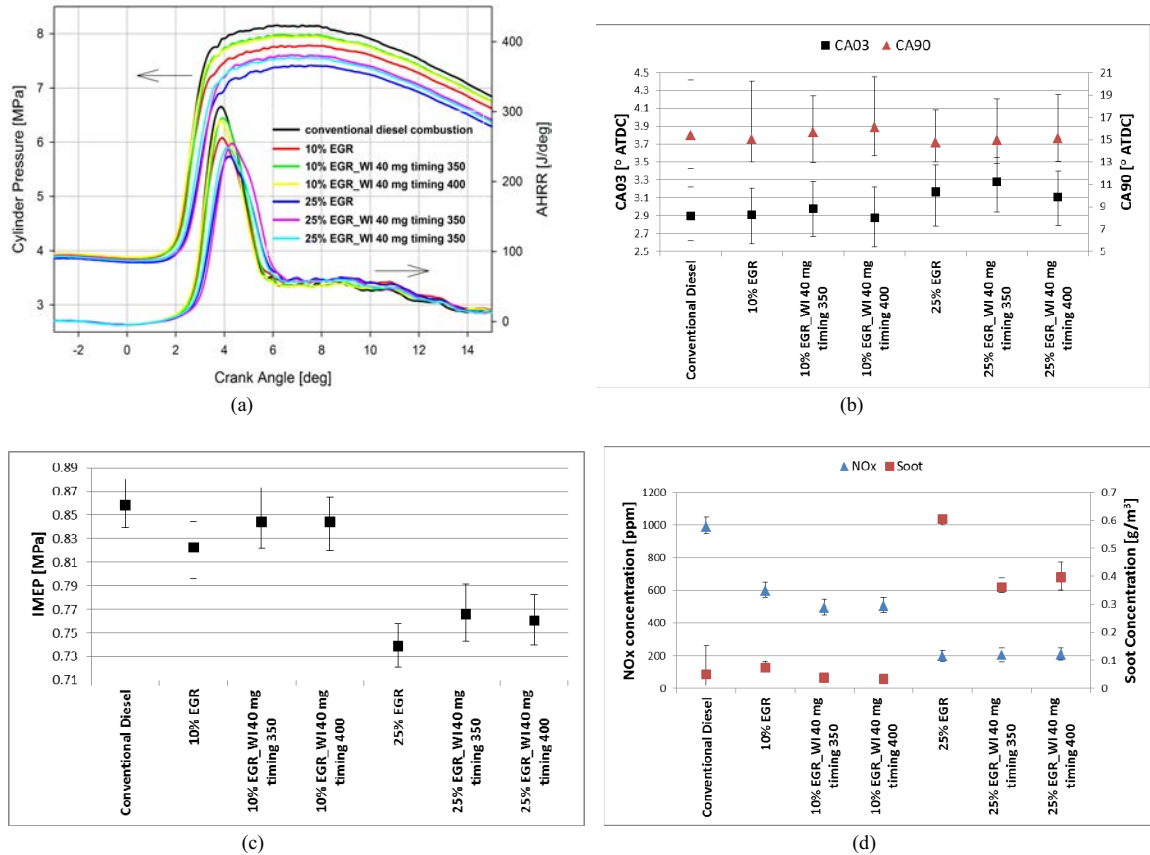 8
7
6
5
4
3
Cylinder Pressure [MPa]
400
300
200
100
0
AHRR [J/deg]
conventional diesel combustion
10% EGR
10% EGR_WI 40 mg timing 350
10% EGR_WI 40 mg timing 400
25% EGR
25% EGR_WI 40 mg timing 350
25% EGR_WI 40 mg timing 350
-2 0 2 4 6 8 10 12 14
Crank Angle [deg]
(a)
CA03 CA90
4.5
4.3
4.1
3.9
3.7
3.5
3.3
3.1
2.9
2.7
2.5
CA03 [° ATDC]
21
19
17
15
13
11
9
7
5
CA90 [° ATDC]
Conventional Diesel
10% EGR
10% EGR_WI 40 mg
timing 350
10% EGR_WI 40 mg
timing 400
25% EGR
25% EGR_WI 40 mg
timing 350
25% EGR_WI 40 mg
timing 400
(b)
0.89
0.87
0.85
0.83
0.81
0.79
0.77
0.75
0.73
0.71
IMEP [MPa]
Conventional Diesel
10% EGR
10% EGR_WI 40 mg
timing 350
10% EGR_WI 40 mg
timing 400
25% EGR
25% EGR_WI 40 mg
timing 350
25% EGR_WI 40 mg
timing 400
(c)
NOx Soot
1200
1000
800
600
400
200
0
NOx concentration [ppm]
0.7
0.6
0.5
0.4
0.3
0.2
0.1
0
Soot Concentration [g/m³]
Conventional Diesel
10% EGR
10% EGR_WI 40 mg
timing 350
10% EGR_WI 40 mg
timing 400
25% EGR
25% EGR_WI 40 mg
timing 350
25% EGR_WI 40 mg
timing 400
(d)